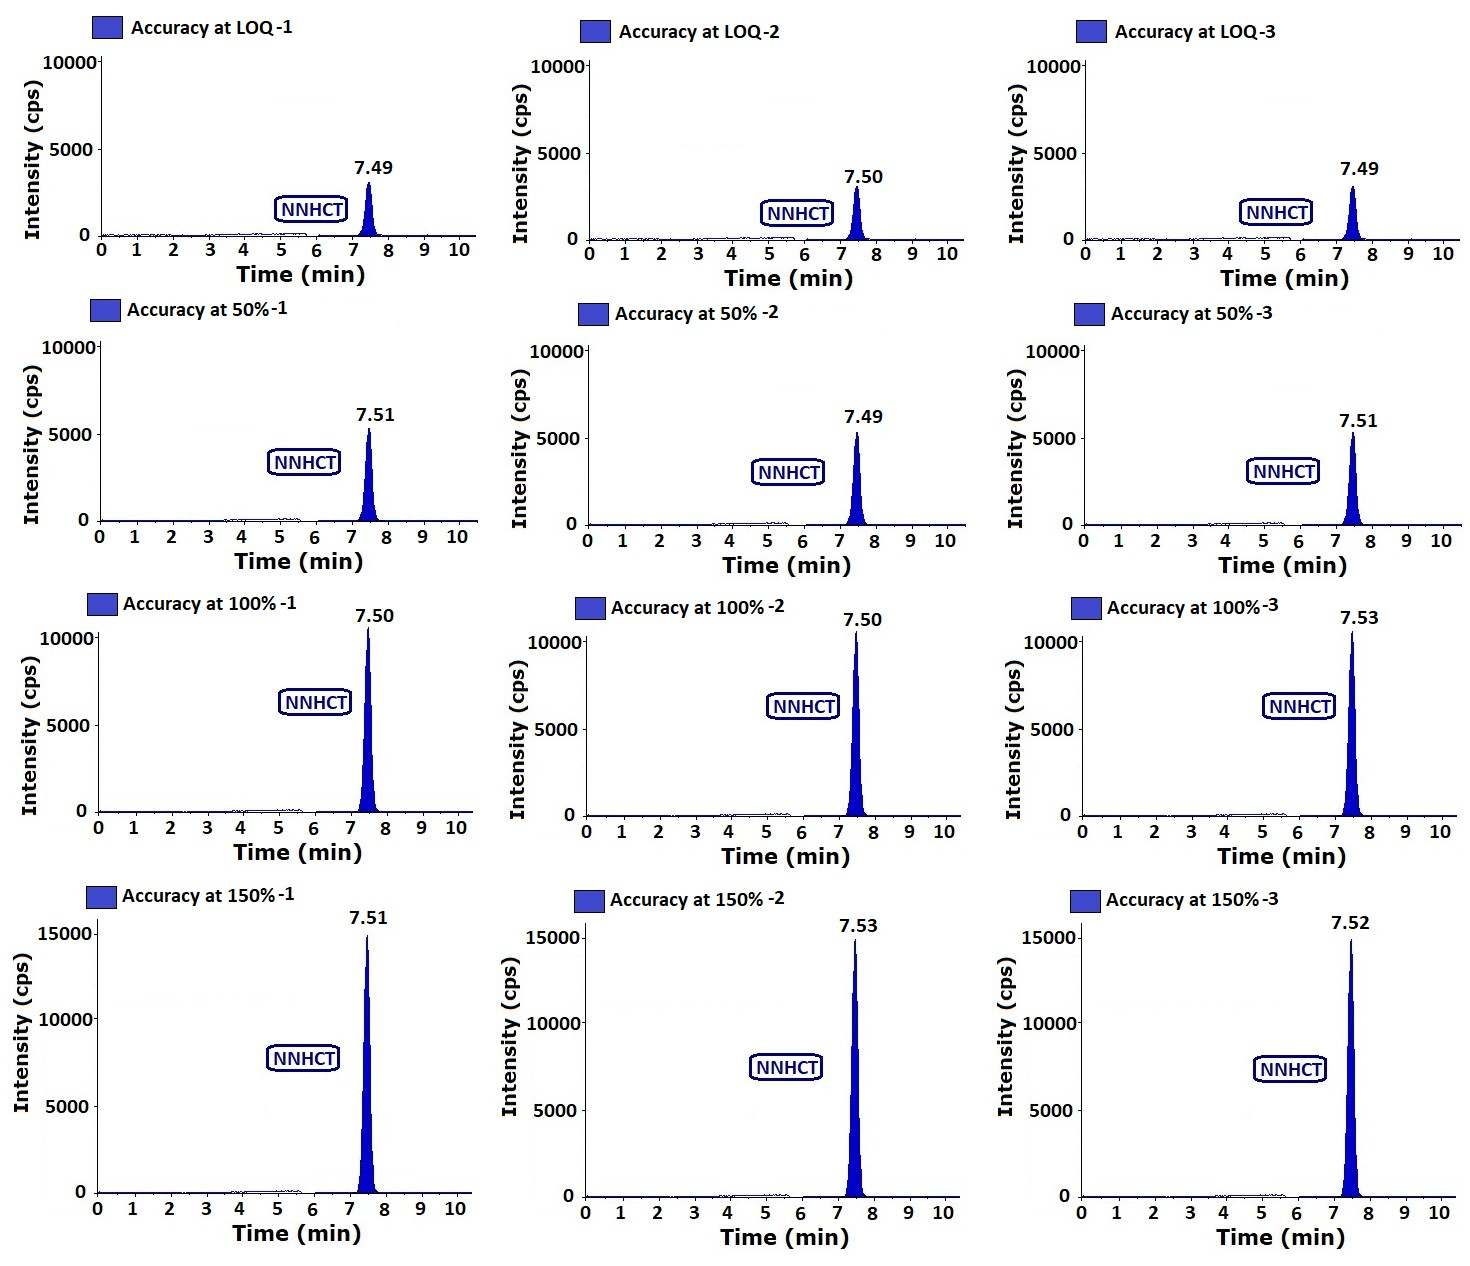 Accuracy at LOQ-1
Intensity (cps)
10000
5000
0
7.49
NNHCT
0 1 2 3 4 5 6 7 8 9 10
Time (min)
Accuracy at LOQ-2
Intensity (cps)
10000
5000
0
7.50
NNHCT
0 1 2 3 4 5 6 7 8 9 10
Time (min)
Accuracy at LOQ-3
Intensity (cps)
10000
5000
0
7.49
NNHCT
0 1 2 3 4 5 6 7 8 9 10
Time (min)
Accuracy at 50%-1
Intensity (cps)
10000
5000
0
7.51
NNHCT
0 1 2 3 4 5 6 7 8 9 10
Time (min)
Accuracy at 50%-2
Intensity (cps)
10000
5000
0
7.49
NNHCT
0 1 2 3 4 5 6 7 8 9 10
Time (min)
Accuracy at 50%-3
Intensity (cps)
10000
5000
0
7.51
NNHCT
0 1 2 3 4 5 6 7 8 9 10
Time (min)
Accuracy at 100%-1
Intensity (cps)
10000
5000
0
7.50
NNHCT
0 1 2 3 4 5 6 7 8 9 10
Time (min)
Accuracy at 100%-2
Intensity (cps)
10000
5000
0
7.50
NNHCT
0 1 2 3 4 5 6 7 8 9 10
Time (min)
Accuracy at 100%-3
Intensity (cps)
10000
5000
0
7.53
NNHCT
0 1 2 3 4 5 6 7 8 9 10
Time (min)
Accuracy at 150%-1
Intensity (cps)
15000
10000
5000
0
7.51
NNHCT
0 1 2 3 4 5 6 7 8 9 10
Time (min)
Accuracy at 150%-2
Intensity (cps)
15000
10000
5000
0
7.53
NNHCT
0 1 2 3 4 5 6 7 8 9 10
Time (min)
Accuracy at 150%-3
Intensity (cps)
15000
10000
5000
0
7.52
NNHCT
0 1 2 3 4 5 6 7 8 9 10
Time (min)